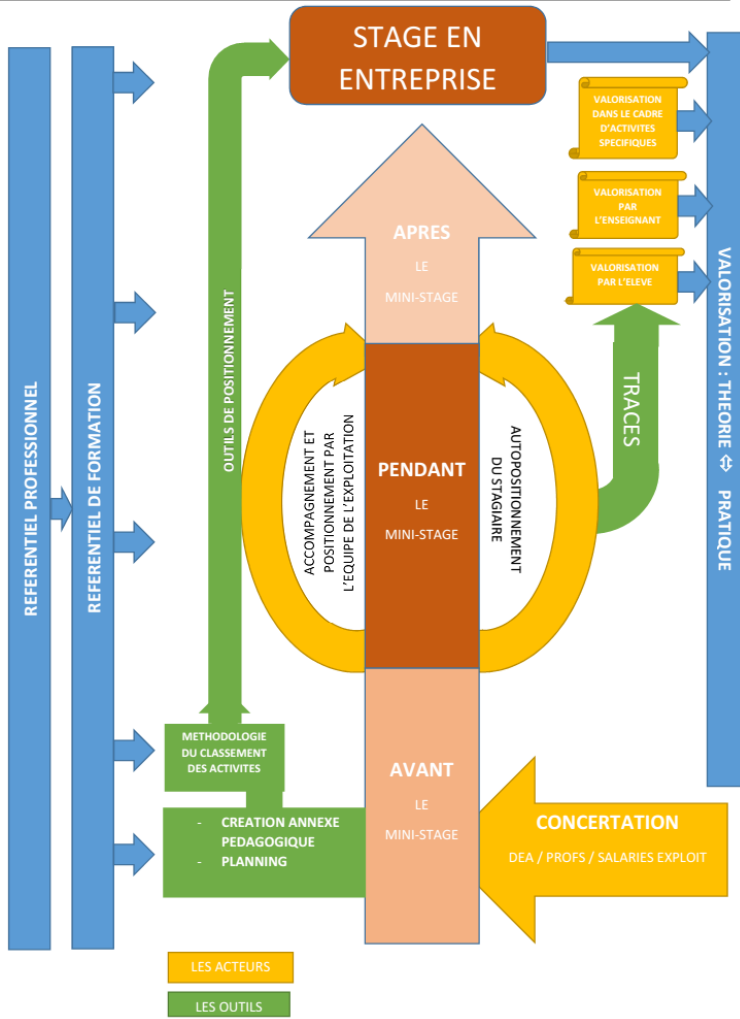 STAGE EN
ENTREPRISE
VALORISATION
DANS LE CADRE
D'ACTIVITES
SPECIFIQUES
VALORISATION
PAR
L'ENSEIGNANT
VALORISATION
PAR L'ELEVE
VALORISATION : THEORIE ⇔ PRATIQUE
REFERENTIEL PROFESSIONNEL
REFERENTIEL DE FORMATION
OUTILS DE POSITIONNEMENT
APRES
LE
MINI-STAGE
ACCOMPAGNEMENT ET
POSITIONNEMENT PAR
L'EQUIPE DE L'EXPLOITATION
PENDANT
LE
MINI-STAGE
AUTOPOSITIONNEMENT
DU STAGIAIRE
TRACES
METHODOLOGIE
DU CLASSEMENT
DES ACTIVITES
AVANT
LE
MINI-STAGE
- CREATION ANNEXE
PEDAGOGIQUE
- PLANNING
CONCERTATION
DEA / PROFS / SALARIES EXPLOIT
LES ACTEURS
LES OUTILS